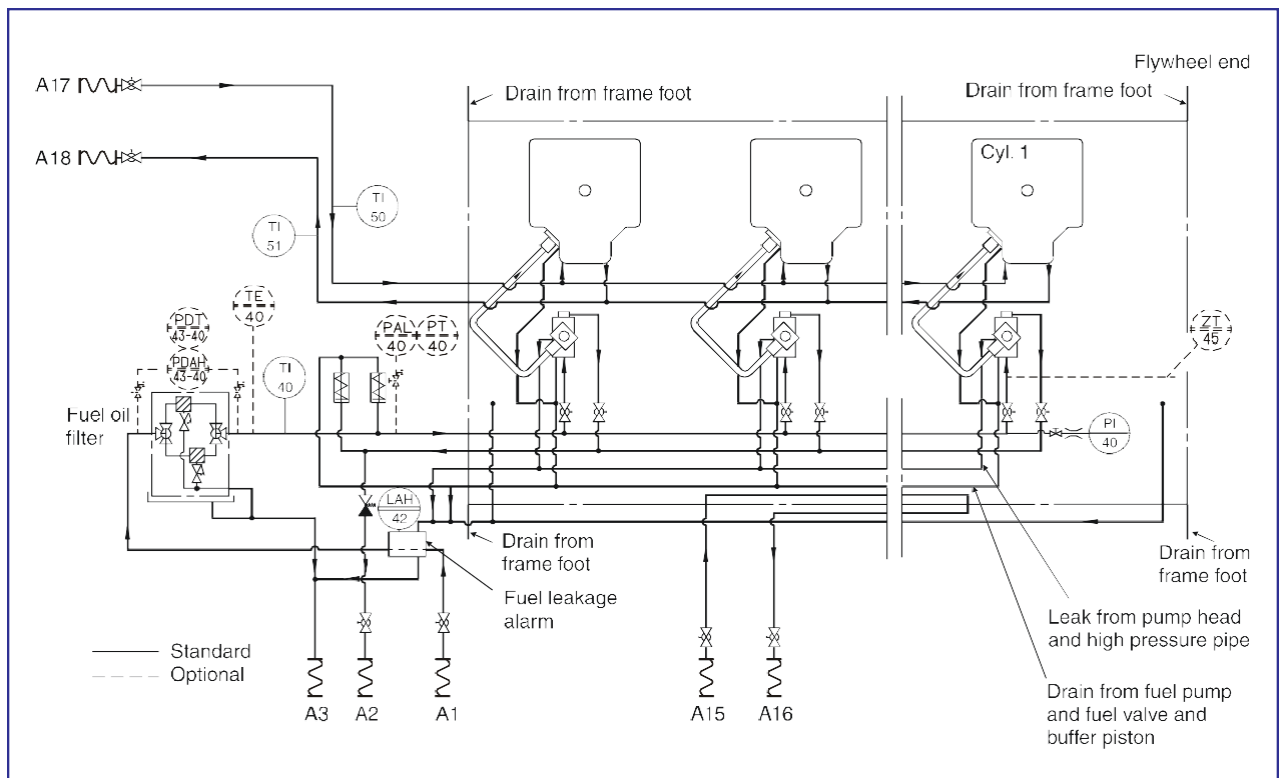 Flywheel end
A17
Drain from frame foot
Drain from frame foot
A18
Cyl. 1
TI
50
TI
51
TE
40
PDT
43-40
PDAH
43-40
PAL
40
PT
40
ZT
45
TI
40
Fuel oil
filter
PI
40
LAH
42
Drain from
frame foot
Drain from
frame foot
Fuel leakage
alarm
Leak from pump head
and high pressure pipe
Standard
Optional
Drain from fuel pump
and fuel valve and
buffer piston
A3
A2
A1
A15
A16